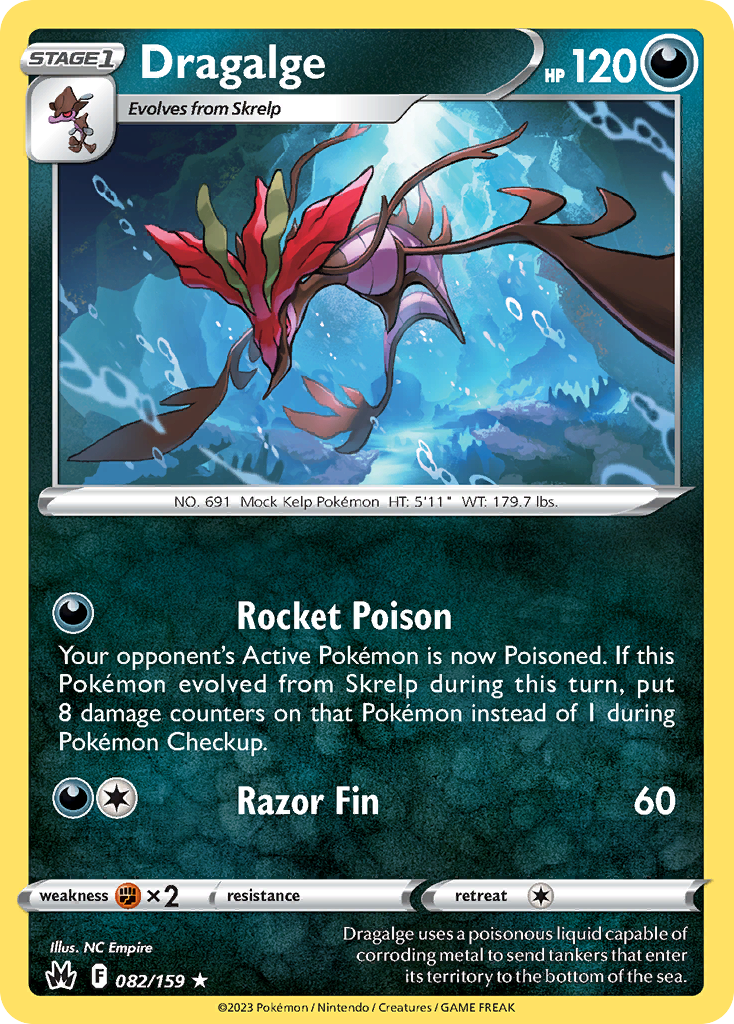 STAGE1
Dragalge
HP 120
Evolves from Skrelp
NO. 691 Mock Kelp Pokémon HT: 5'11" WT: 179.7 lbs.
Rocket Poison
Your opponent's Active Pokémon is now Poisoned. If this
Pokémon evolved from Skrelp during this turn, put
8 damage counters on that Pokémon instead of 1 during
Pokémon Checkup.
Razor Fin 60
weakness ×2 resistance retreat
Illus. NC Empire
Dragalge uses a poisonous liquid capable of
corroding metal to send tankers that enter
its territory to the bottom of the sea.
F 082/159 ★
©2023 Pokémon / Nintendo / Creatures / GAME FREAK